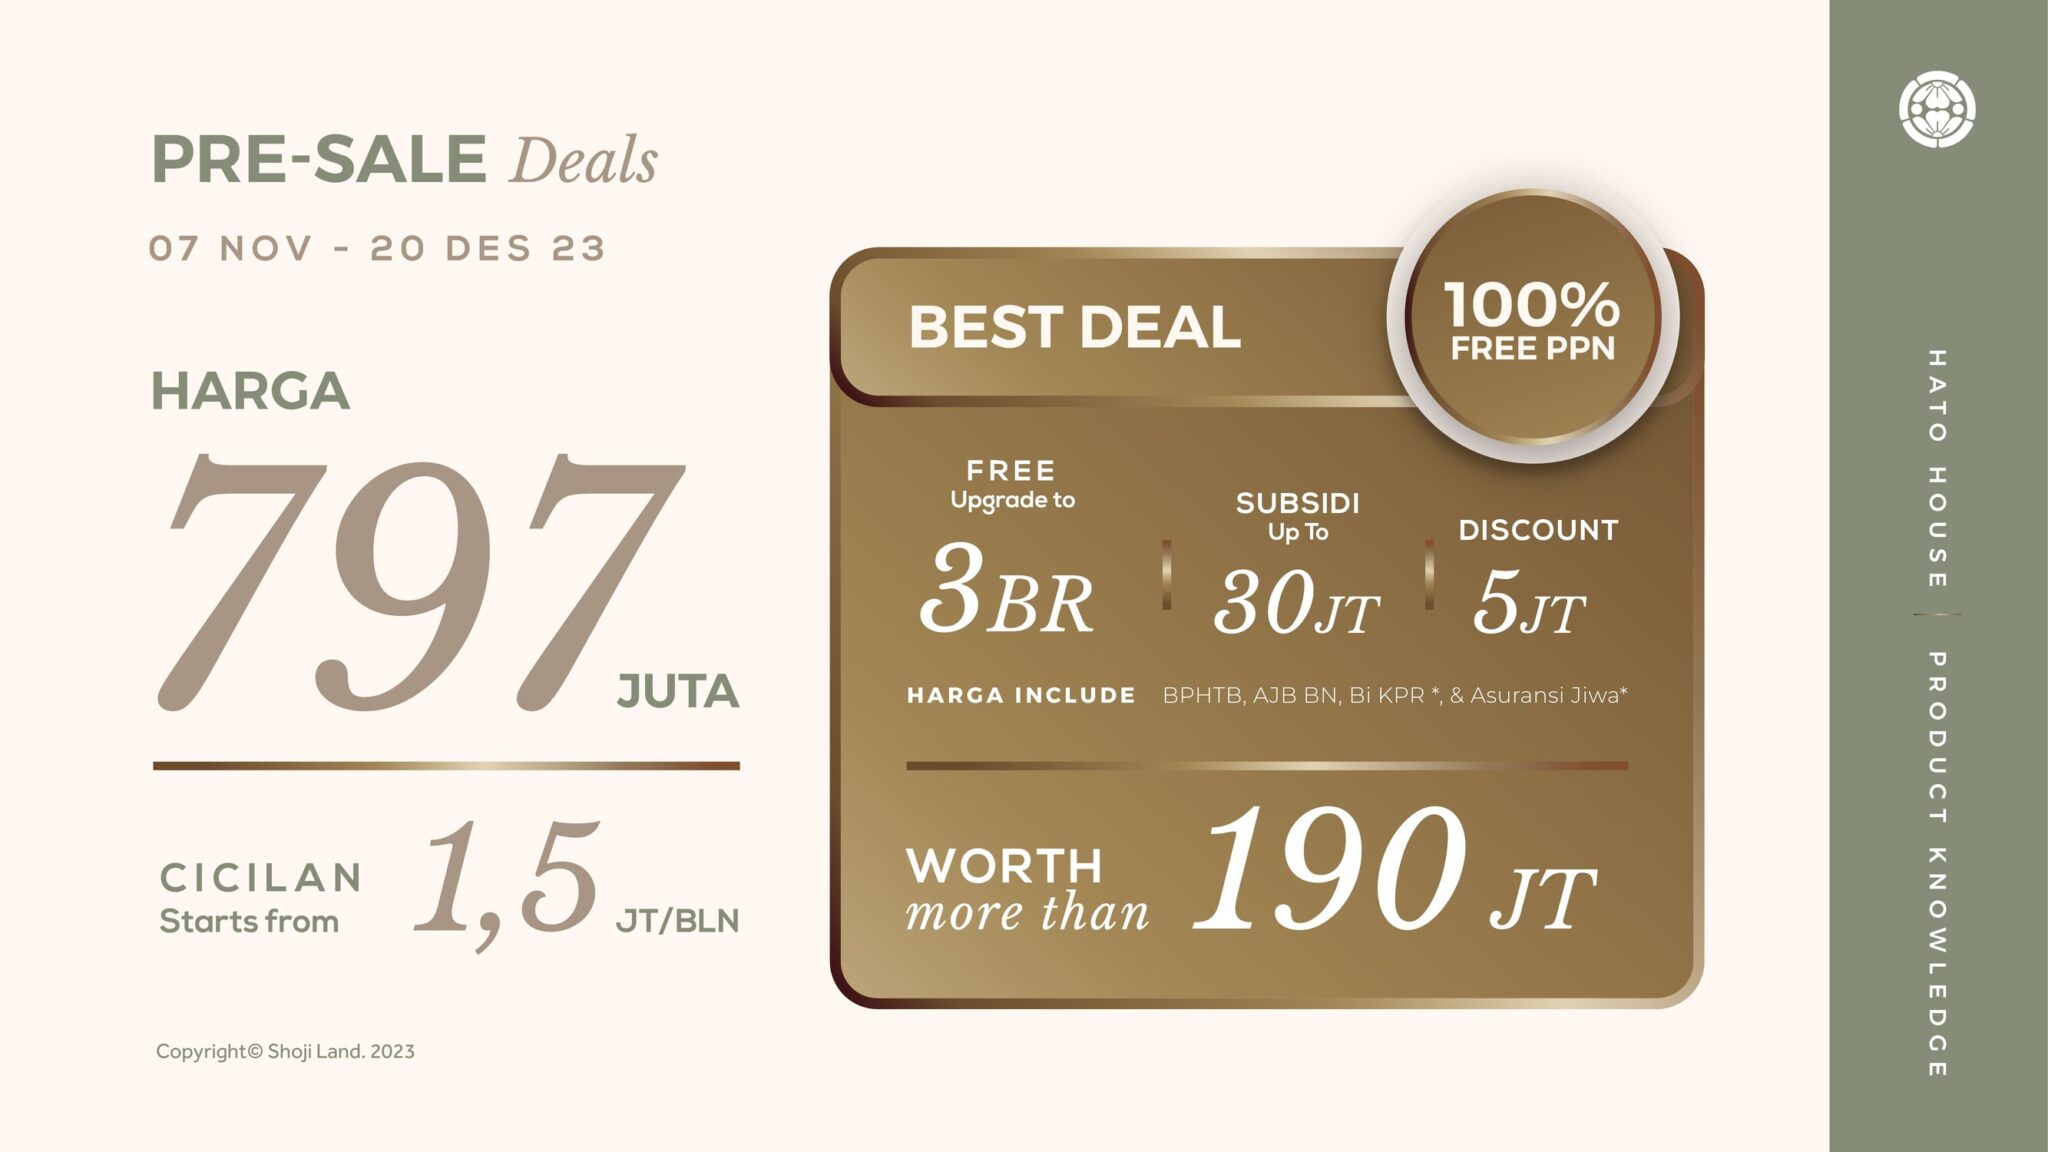 PRE-SALE Deals
07 NOV - 20 DES 23
HARGA
797 JUTA
CICILAN
Starts from
1,5 JT/BLN
Copyright© Shoji Land. 2023
BEST DEAL
100%
FREE PPN
FREE
Upgrade to
3BR
SUBSIDI
Up To
30JT
DISCOUNT
5JT
HARGA INCLUDE BPHTB, AJB BN, Bi KPR *, & Asuransi Jiwa*
WORTH
more than
190 JT
HATO HOUSE | PRODUCT KNOWLEDGE